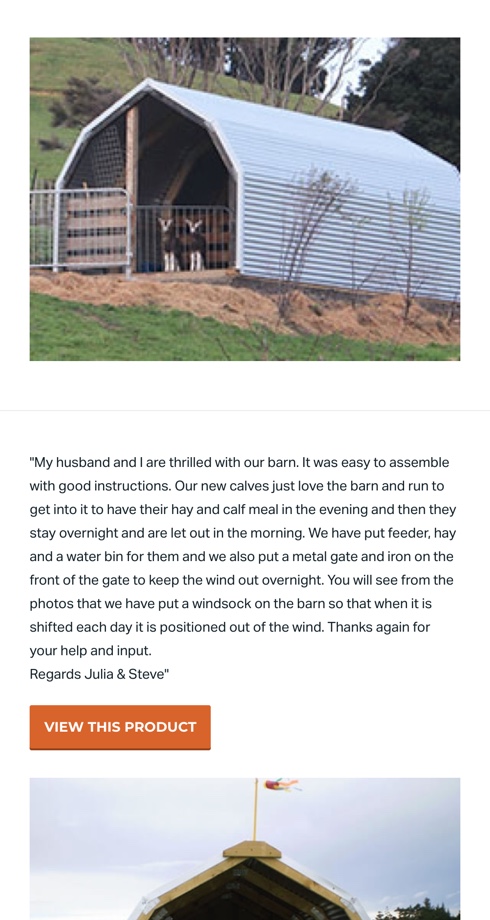 "My husband and I are thrilled with our barn. It was easy to assemble
with good instructions. Our new calves just love the barn and run to
get into it to have their hay and calf meal in the evening and then they
stay overnight and are let out in the morning. We have put feeder, hay
and a water bin for them and we also put a metal gate and iron on the
front of the gate to keep the wind out overnight. You will see from the
photos that we have put a windsock on the barn so that when it is
shifted each day it is positioned out of the wind. Thanks again for
your help and input.
Regards Julia & Steve"
VIEW THIS PRODUCT